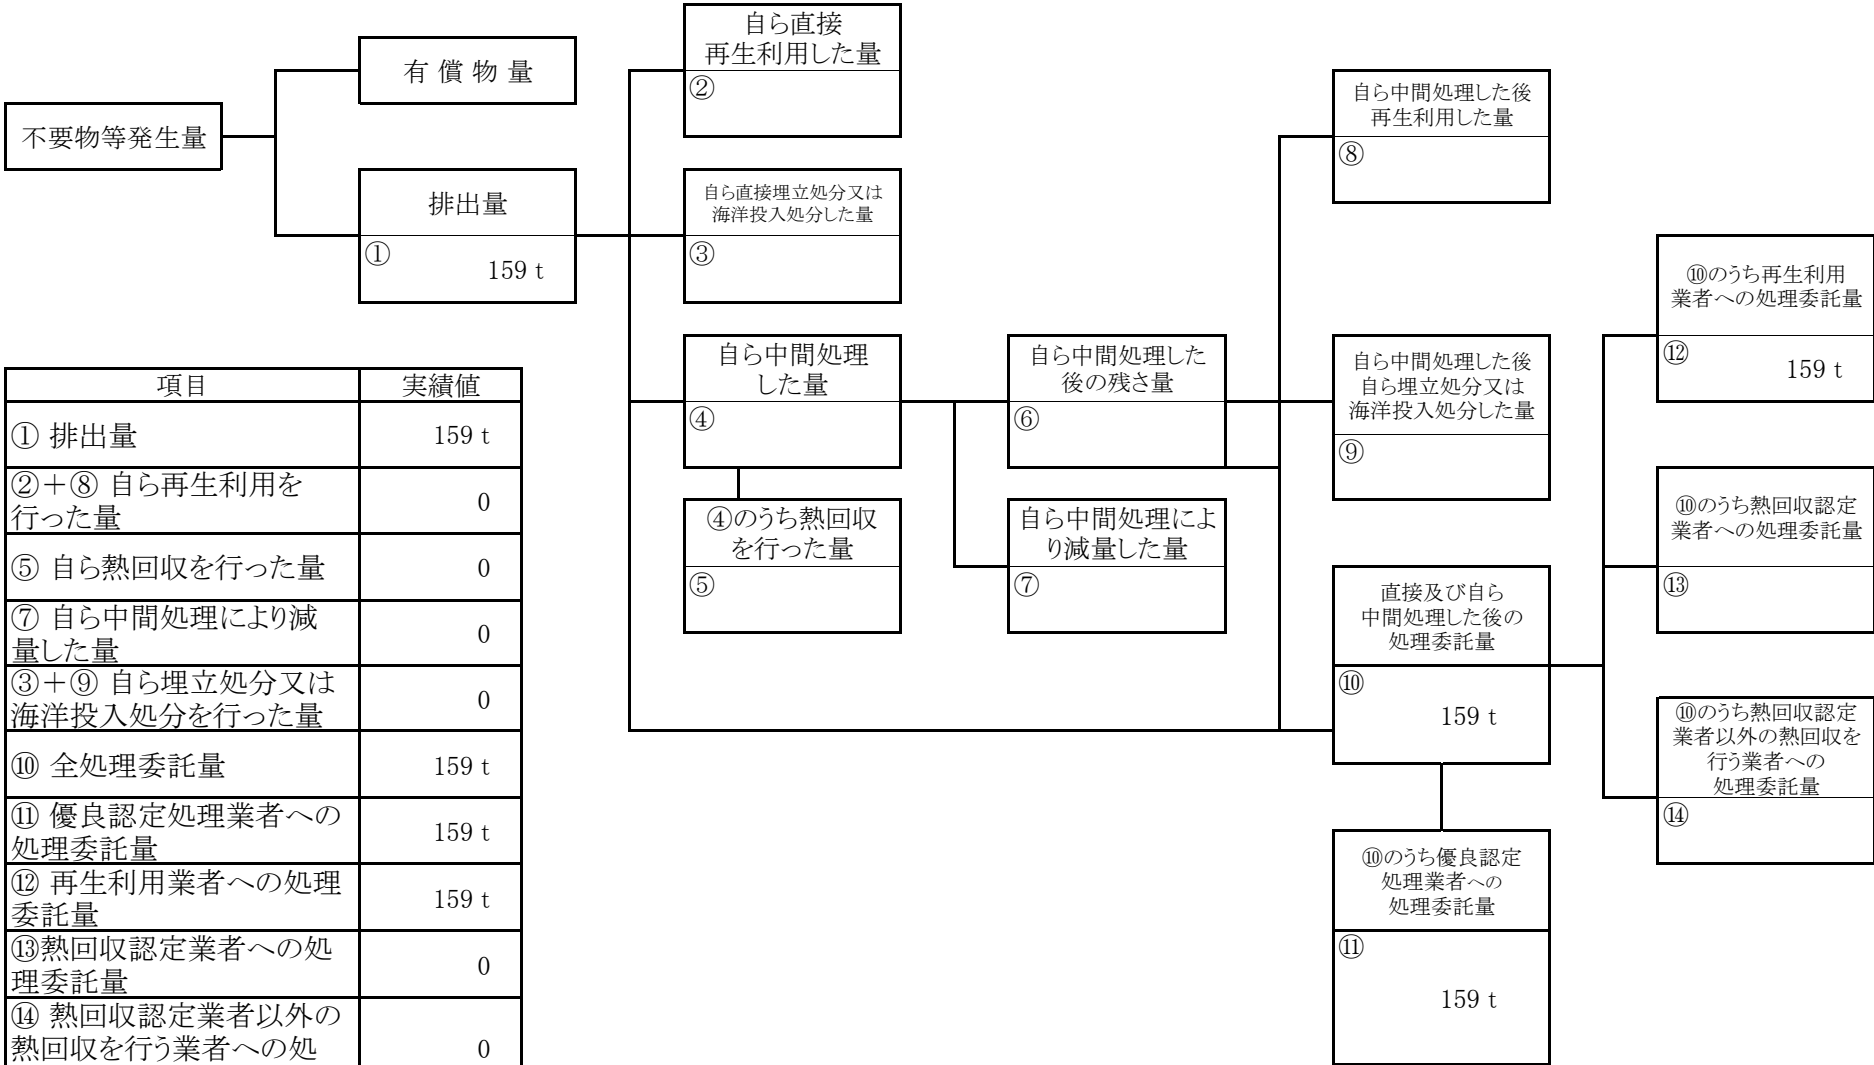 自ら直接
再生利用した量
②
有 償 物 量
不要物等発生量
排出量
①
159 t
自ら直接埋立処分又は
海洋投入処分した量
③
自ら中間処理した後
再生利用した量
⑧
自ら中間処理
した量
④
自ら中間処理した
後の残さ量
⑥
自ら中間処理した後
自ら埋立処分又は
海洋投入処分した量
⑨
⑩のうち再生利用
業者への処理委託量
⑫
159 t
④のうち熱回収
を行った量
⑤
自ら中間処理によ
り減量した量
⑦
⑩のうち熱回収認定
業者への処理委託量
⑬
直接及び自ら
中間処理した後の
処理委託量
⑩
159 t
⑩のうち熱回収認定
業者以外の熱回収を
行う業者への
処理委託量
⑭
⑩のうち優良認定
処理業者への
処理委託量
⑪
159 t
項目 実績値
① 排出量 159 t
②＋⑧ 自ら再生利用を
行った量 0
⑤ 自ら熱回収を行った量 0
⑦ 自ら中間処理により減
量した量 0
③＋⑨ 自ら埋立処分又は
海洋投入処分を行った量 0
⑩ 全処理委託量 159 t
⑪ 優良認定処理業者への
処理委託量 159 t
⑫ 再生利用業者への処理
委託量 159 t
⑬熱回収認定業者への処
理委託量 0
⑭ 熱回収認定業者以外の
熱回収を行う業者への処 0